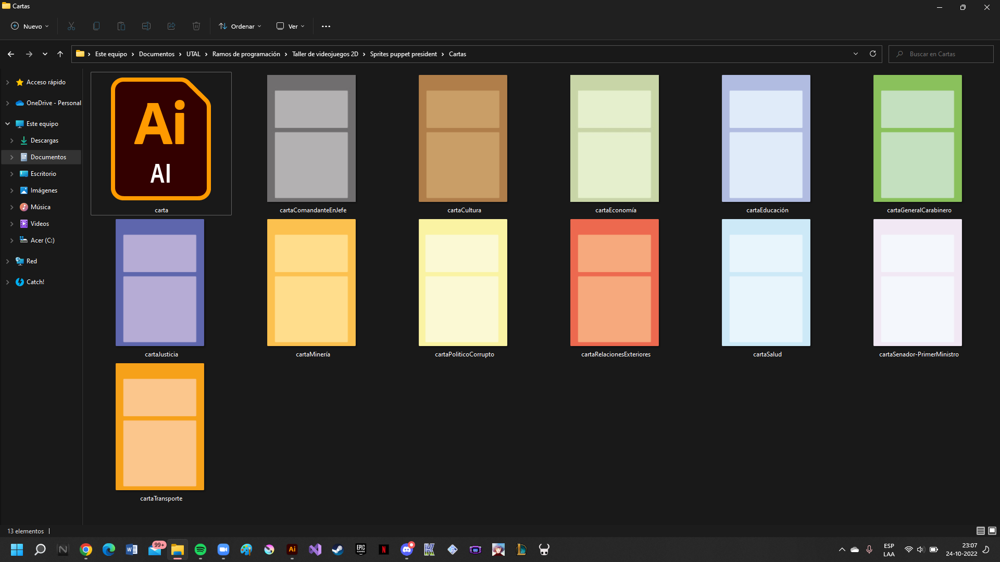 Cartas
Nuevo
Ordenar
Ver
Este equipo > Documentos > UTAL > Ramos de programación > Taller de videojuegos 2D > Sprites puppet president > Cartas
Buscar en Cartas
Acceso rápido
OneDrive - Personal
Este equipo
Descargas
Documentos
Escritorio
Imágenes
Música
Videos
Acer (C:)
Red
Catch!
Ai
AI
carta
cartaComandanteEnJefe
cartaCultura
cartaEconomía
cartaEducación
cartaGeneralCarabinero
cartaJusticia
cartaMinería
cartaPoliticoCorrupto
cartaRelacionesExteriores
cartaSalud
cartaSenador-PrimerMinistro
cartaTransporte
13 elementos
N
W
99+
Ai
EPIC
GAMES
N
K
L
ESP
LAA
23:07
24-10-2022